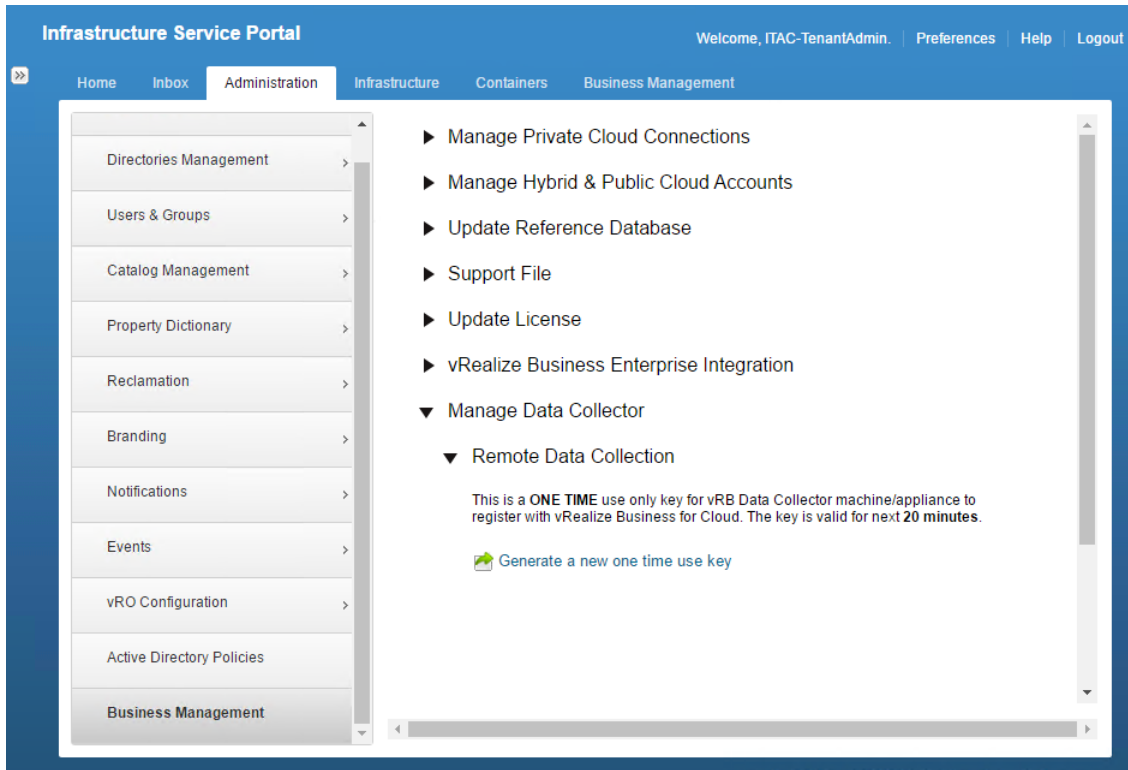 Infrastructure Service Portal
Welcome, ITAC-TenantAdmin. Preferences Help Logout
Home Inbox Administration Infrastructure Containers Business Management
Directories Management
Users & Groups
Catalog Management
Property Dictionary
Reclamation
Branding
Notifications
Events
vRO Configuration
Active Directory Policies
Business Management
Manage Private Cloud Connections
Manage Hybrid & Public Cloud Accounts
Update Reference Database
Support File
Update License
vRealize Business Enterprise Integration
Manage Data Collector
Remote Data Collection
This is a ONE TIME use only key for vRB Data Collector machine/appliance to
register with vRealize Business for Cloud. The key is valid for next 20 minutes.
Generate a new one time use key